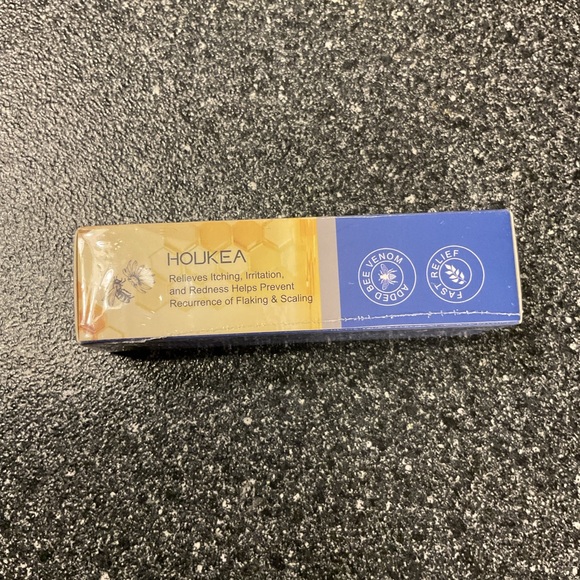 HOUKEA
Relieves Itching, Irritation,
and Redness Helps Prevent
Recurrence of Flaking & Scaling
ADDED BEE VENOM
FAST RELIEF